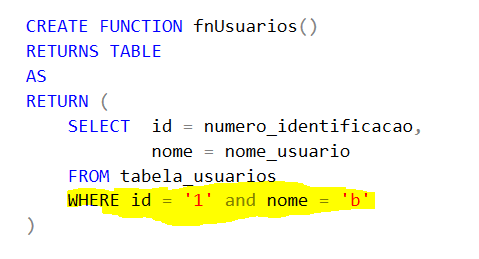 CREATE FUNCTION fnUsuarios()
RETURNS TABLE
AS
RETURN (
SELECT  id = numero_identificacao,
nome = nome_usuario
FROM tabela_usuarios
WHERE id = '1' and nome = 'b'
)